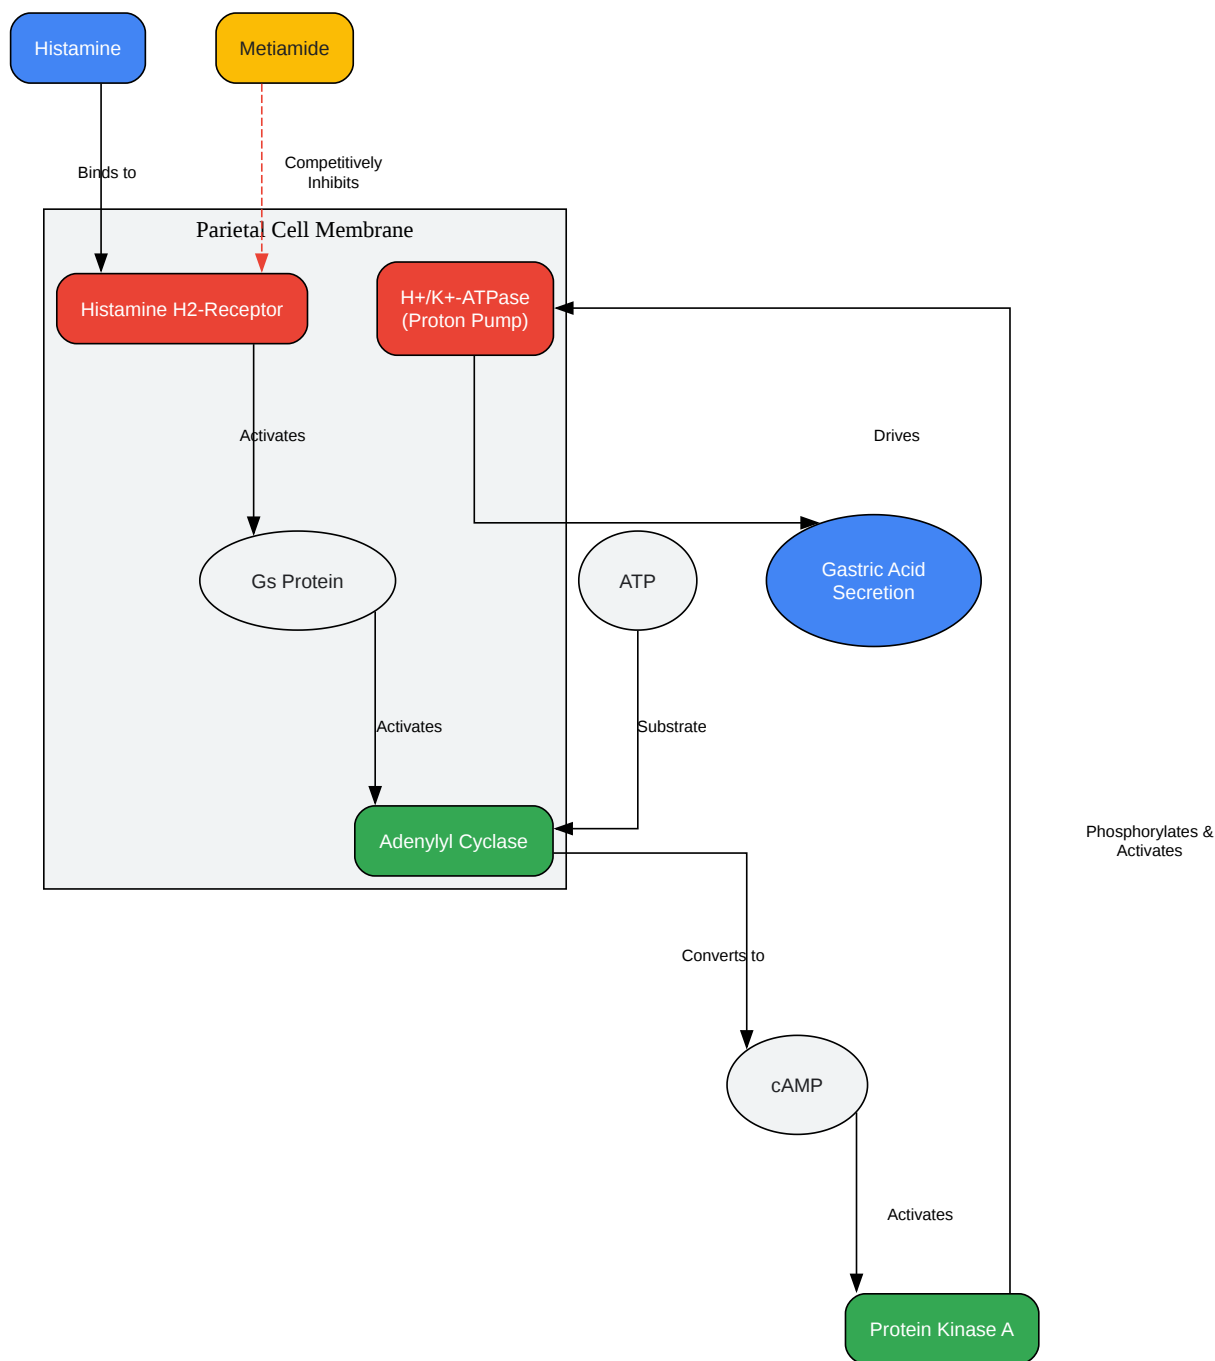 Histamine
Metiamide
Binds to
Competitively
Inhibits
Parietal Cell Membrane
Histamine H2-Receptor
H+/K+-ATPase
(Proton Pump)
Activates
Drives
Gs Protein
ATP
Gastric Acid
Secretion
Activates
Substrate
Adenylyl Cyclase
Phosphorylates &
Activates
Converts to
cAMP
Activates
Protein Kinase A